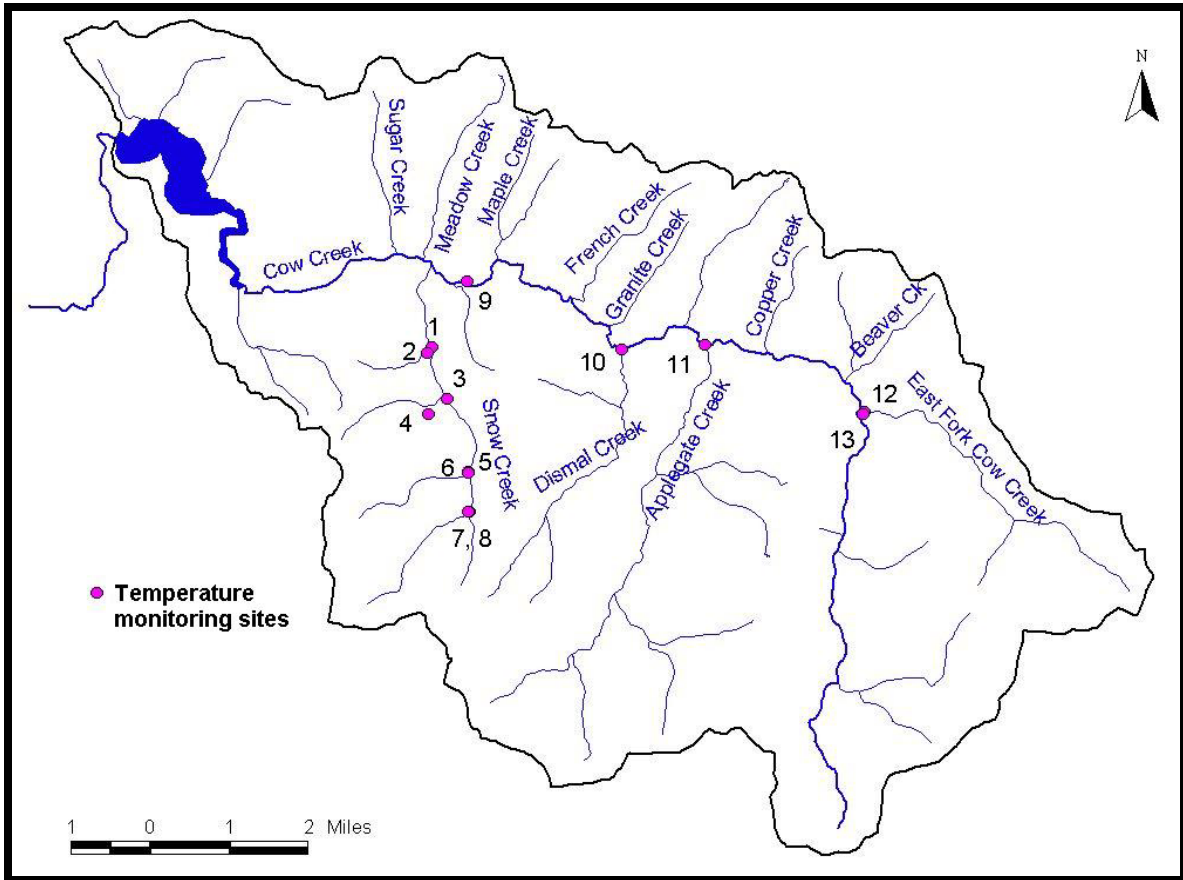 N
Sugar Creek
Meadow Creek
Maple Creek
French Creek
Granite Creek
Copper Creek
Beaver Ck
East Fork Cow Creek
Cow Creek
9
1
2
3
4
Snow Creek
5
6
7, 8
10
11
12
13
Dismal Creek
Applegate Creek
Temperature
monitoring sites
1 0 1 2 Miles